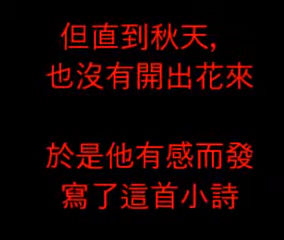 但直到秋天，
也沒有開出花來
於是他有感而發
寫了這首小詩